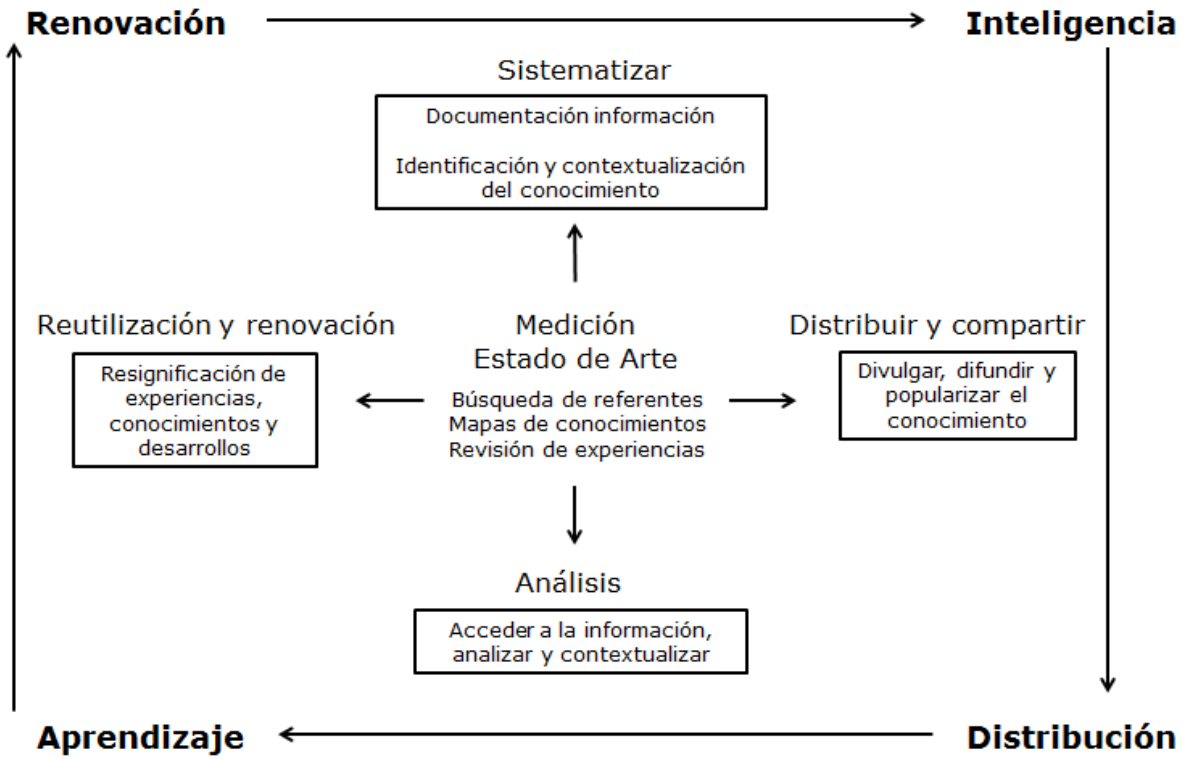 Renovación
Inteligencia
Sistematizar
Documentación información
Identificación y contextualización
del conocimiento
Reutilización y renovación
Resignificación de
experiencias,
conocimientos y
desarrollos
Medición
Estado de Arte
Búsqueda de referentes
Mapas de conocimientos
Revisión de experiencias
Distribuir y compartir
Divulgar, difundir y
popularizar el
conocimiento
Análisis
Acceder a la información,
analizar y contextualizar
Aprendizaje
Distribución